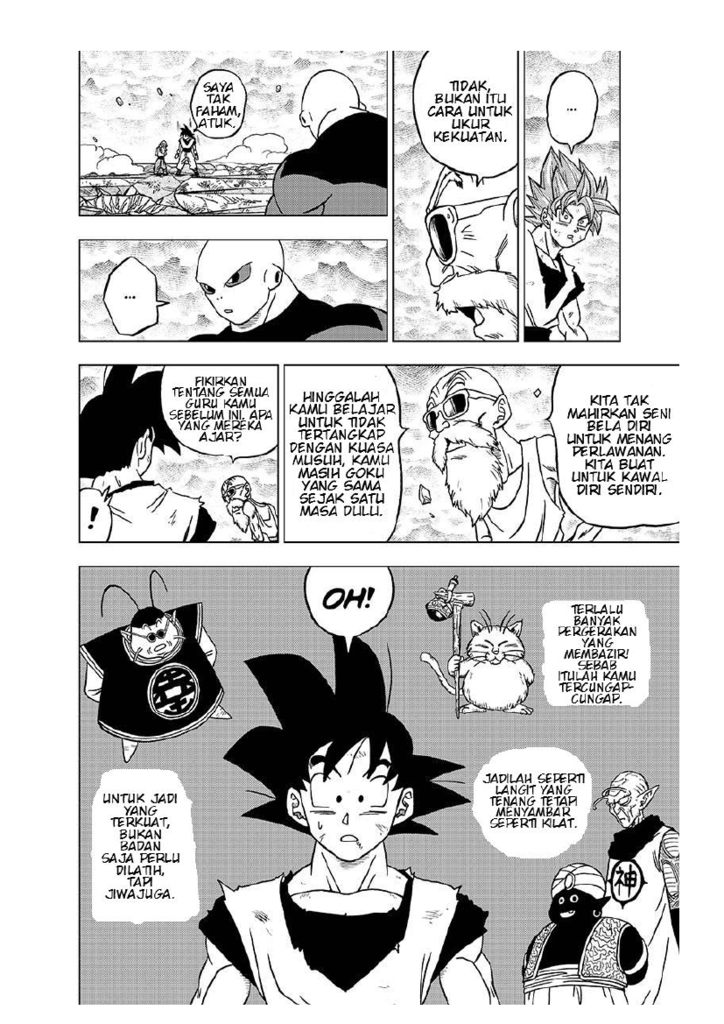 SAYA
TAK
FAHAM,
ATUK.
TIDAK,
BUKAN ITU
CARA UNTUK
UKUR
KEKUATAN.
...
...
FIKIRKAN
TENTANG SEMUA
GURU KAMU
SEBELUM INI. APA
YANG MEREKA
AJAR?
!
HINGGALAH
KAMU BELAJAR
UNTUK TIDAK
TERTANGKAP
DENGAN KUASA
MUSUH, KAMU
MASIH GOKU
YANG SAMA
SEJAK SATU
MASA DULU.
KITA TAK
MAHIRKAN SENI
BELA DIRI
UNTUK MENANG
PERLAWANAN.
KITA BUAT
UNTUK KAWAL
DIRI SENDIRI.
OH!
TERLALU
BANYAK
PERGERAKAN
YANG
MEMBAZIR!
SEBAB
ITULAH KAMU
TERCUNGAP-
CUNGAP.
UNTUK JADI
YANG
TERKUAT,
BUKAN
BADAN
SAJA PERLU
DILATIH,
TAPI
JIWAJUGA.
JADILAH SEPERTI
LANGIT YANG
TENANG TETAPI
MENYAMBAR
SEPERTI KILAT.
神